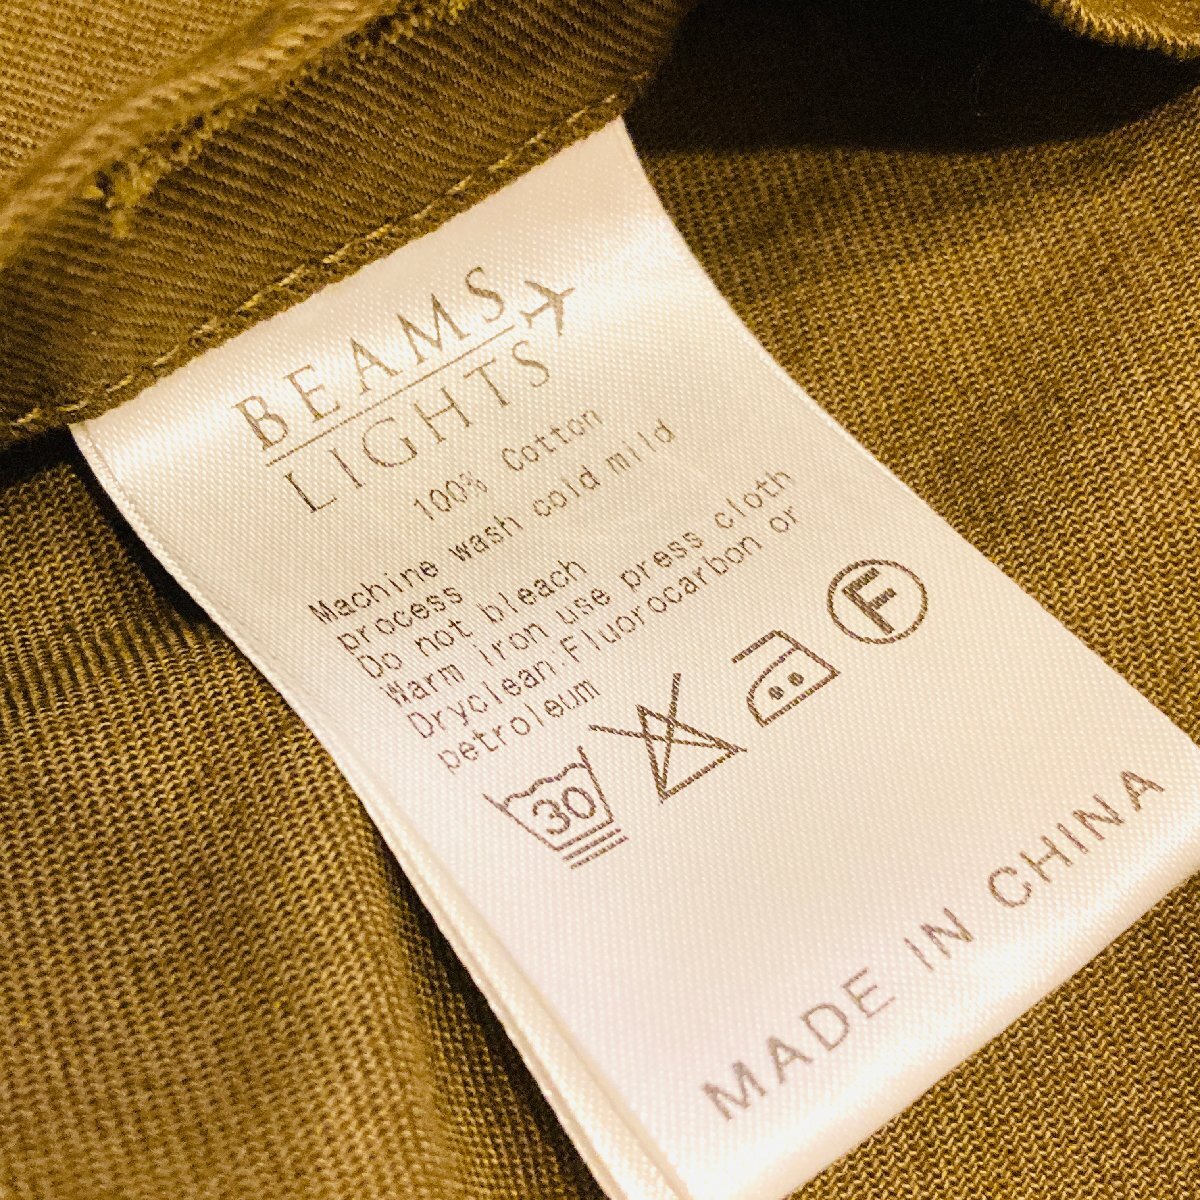 BEAMS
LIGHTS
100% Cotton
Machine wash cold mild
process
Do not bleach
Warm iron use press cloth
Dryclean:Fluorocarbon or
petroleum
30
F
MADE IN CHINA